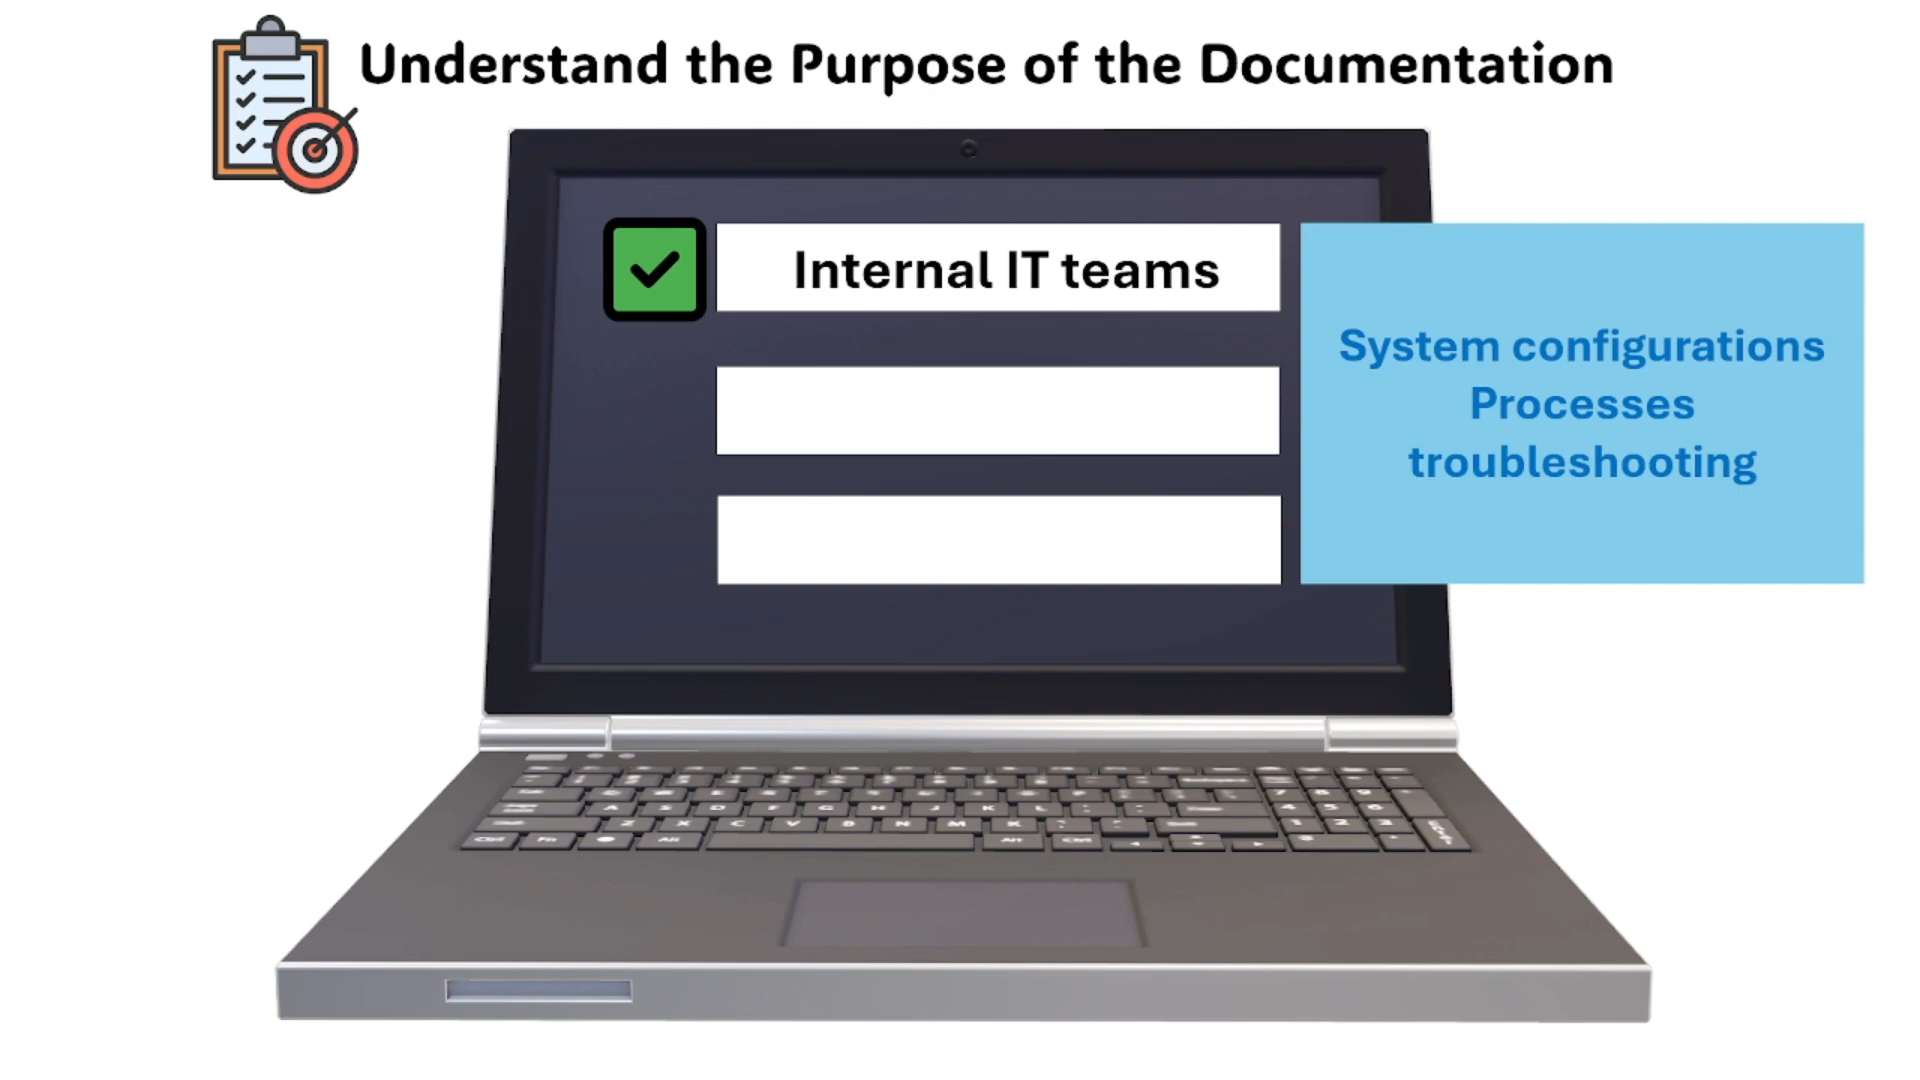 Understand the Purpose of the Documentation
Internal IT teams
System configurations
Processes
troubleshooting